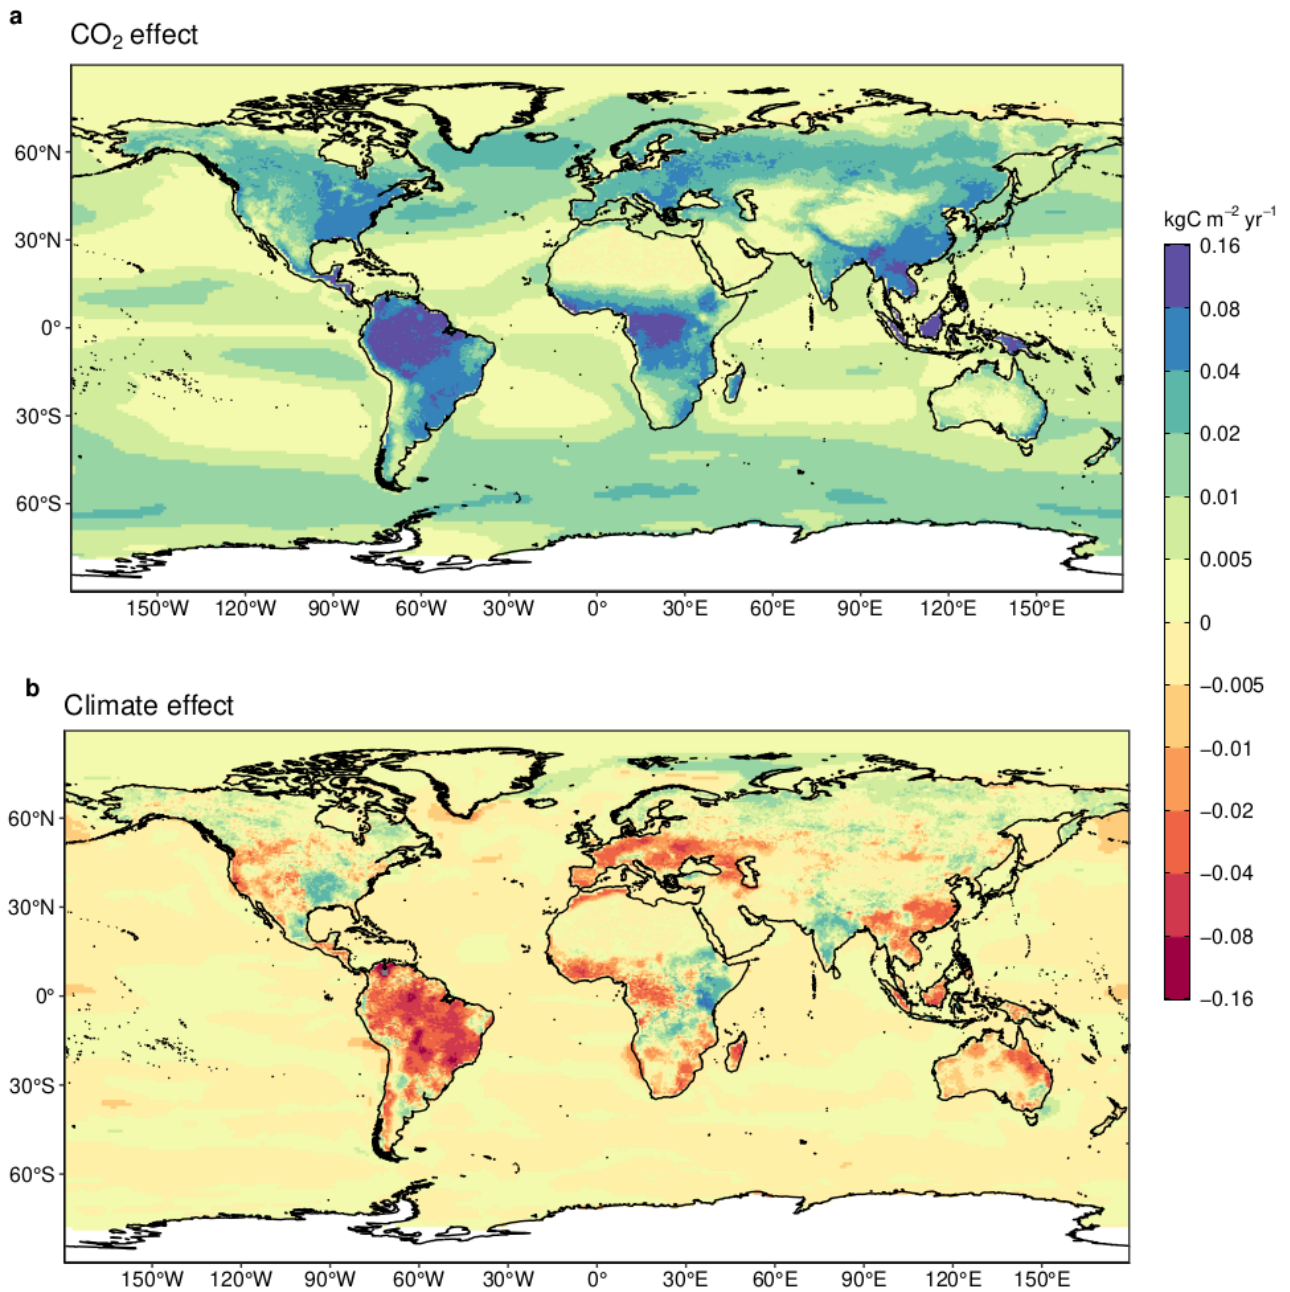 a
CO₂ effect
60°N
30°N
0°
30°S
60°S
150°W 120°W 90°W 60°W 30°W 0° 30°E 60°E 90°E 120°E 150°E
kgC m⁻² yr⁻¹
0.16
0.08
0.04
0.02
0.01
0.005
0
−0.005
−0.01
−0.02
−0.04
−0.08
−0.16
b
Climate effect
60°N
30°N
0°
30°S
60°S
150°W 120°W 90°W 60°W 30°W 0° 30°E 60°E 90°E 120°E 150°E